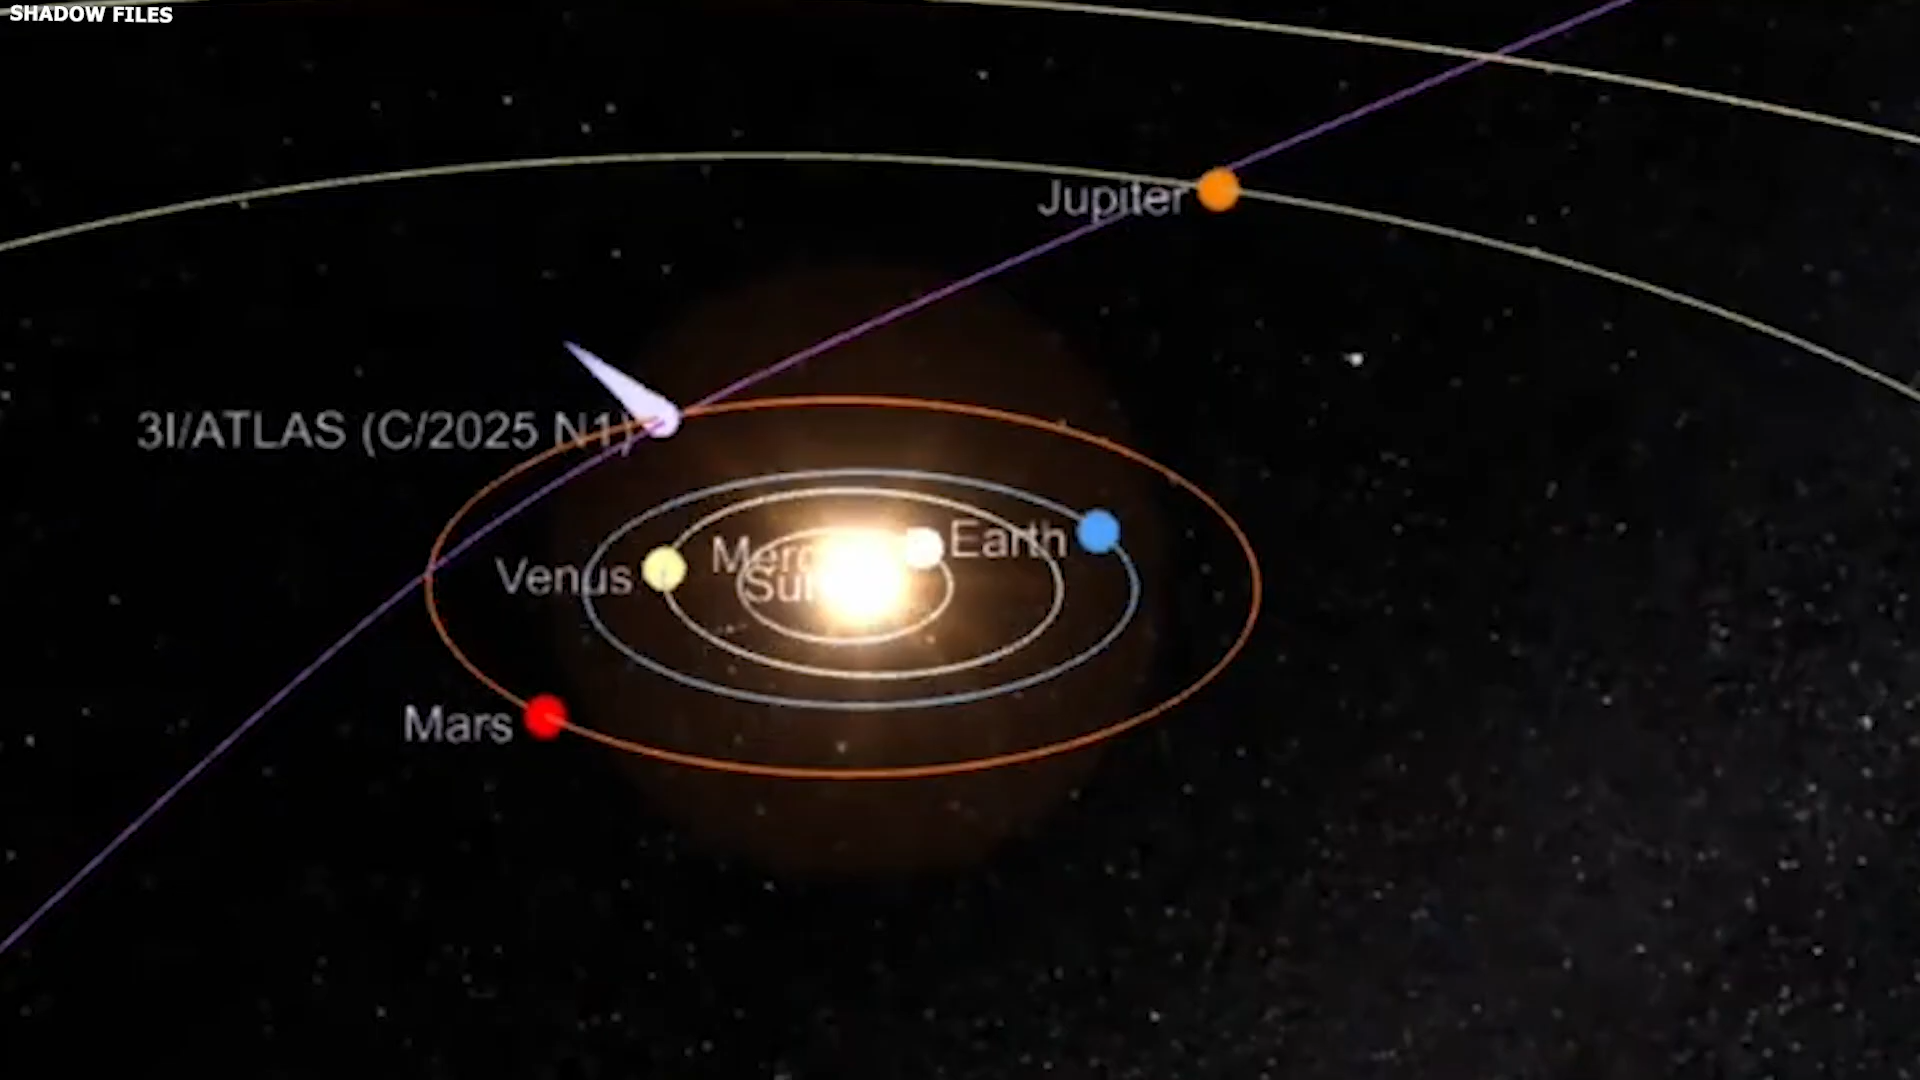 SHADOW FILES
Jupiter
3I/ATLAS (C/2025 N1)
Earth
Venus
Mars